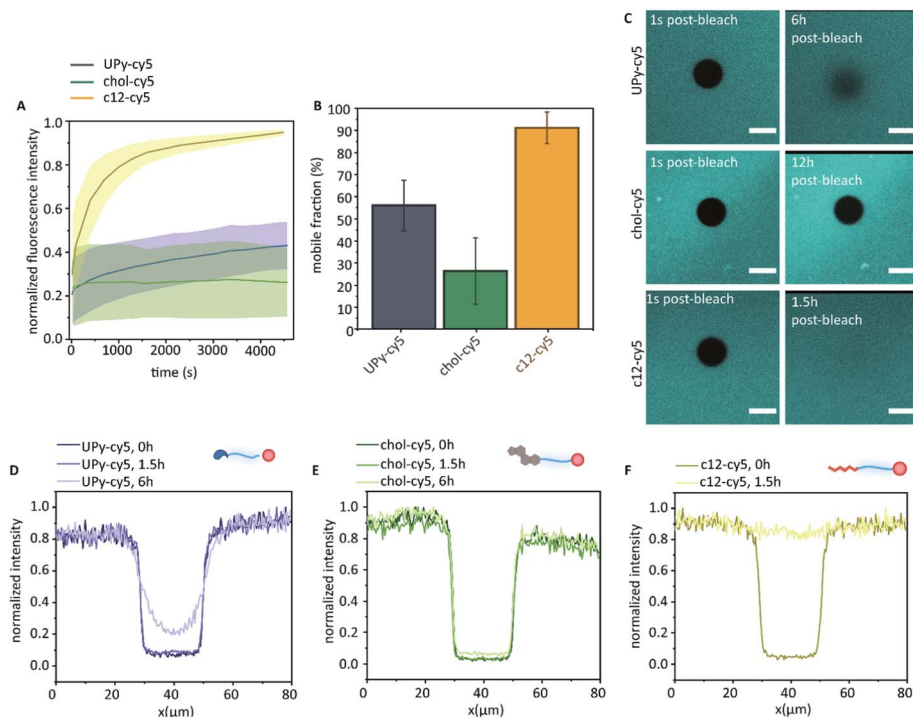 UPy-cy5
chol-cy5
c12-cy5
A
normalized fluorescence intensity
1.0
0.8
0.6
0.4
0.2
0.0
0 1000 2000 3000 4000
time (s)
B
mobile fraction (%)
100
90
80
70
60
50
40
30
20
10
0
UPy-cy5
chol-cy5
c12-cy5
C
UPy-cy5
1s post-bleach
6h
post-bleach
chol-cy5
1s post-bleach
12h
post-bleach
c12-cy5
1s post-bleach
1.5h
post-bleach
D
UPy-cy5, 0h
UPy-cy5, 1.5h
UPy-cy5, 6h
normalized intensity
1.0
0.8
0.6
0.4
0.2
0.0
0 20 40 60 80
x(μm)
E
chol-cy5, 0h
chol-cy5, 1.5h
chol-cy5, 6h
normalized intensity
1.0
0.8
0.6
0.4
0.2
0.0
0 20 40 60 80
x(μm)
F
c12-cy5, 0h
c12-cy5, 1.5h
normalized intensity
1.0
0.8
0.6
0.4
0.2
0.0
0 20 40 60 80
x(μm)